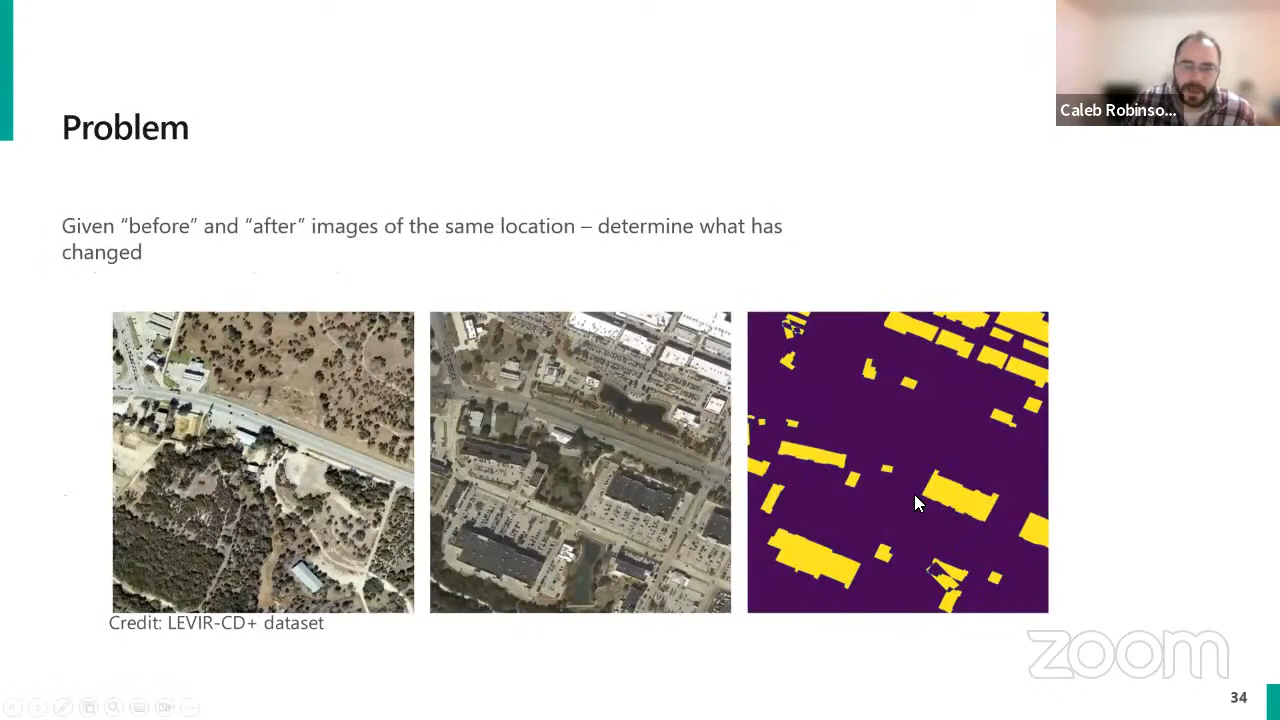 Caleb Robinso...
Problem
Given “before” and “after” images of the same location – determine what has
changed
Credit: LEVIR-CD+ dataset
zoom
34